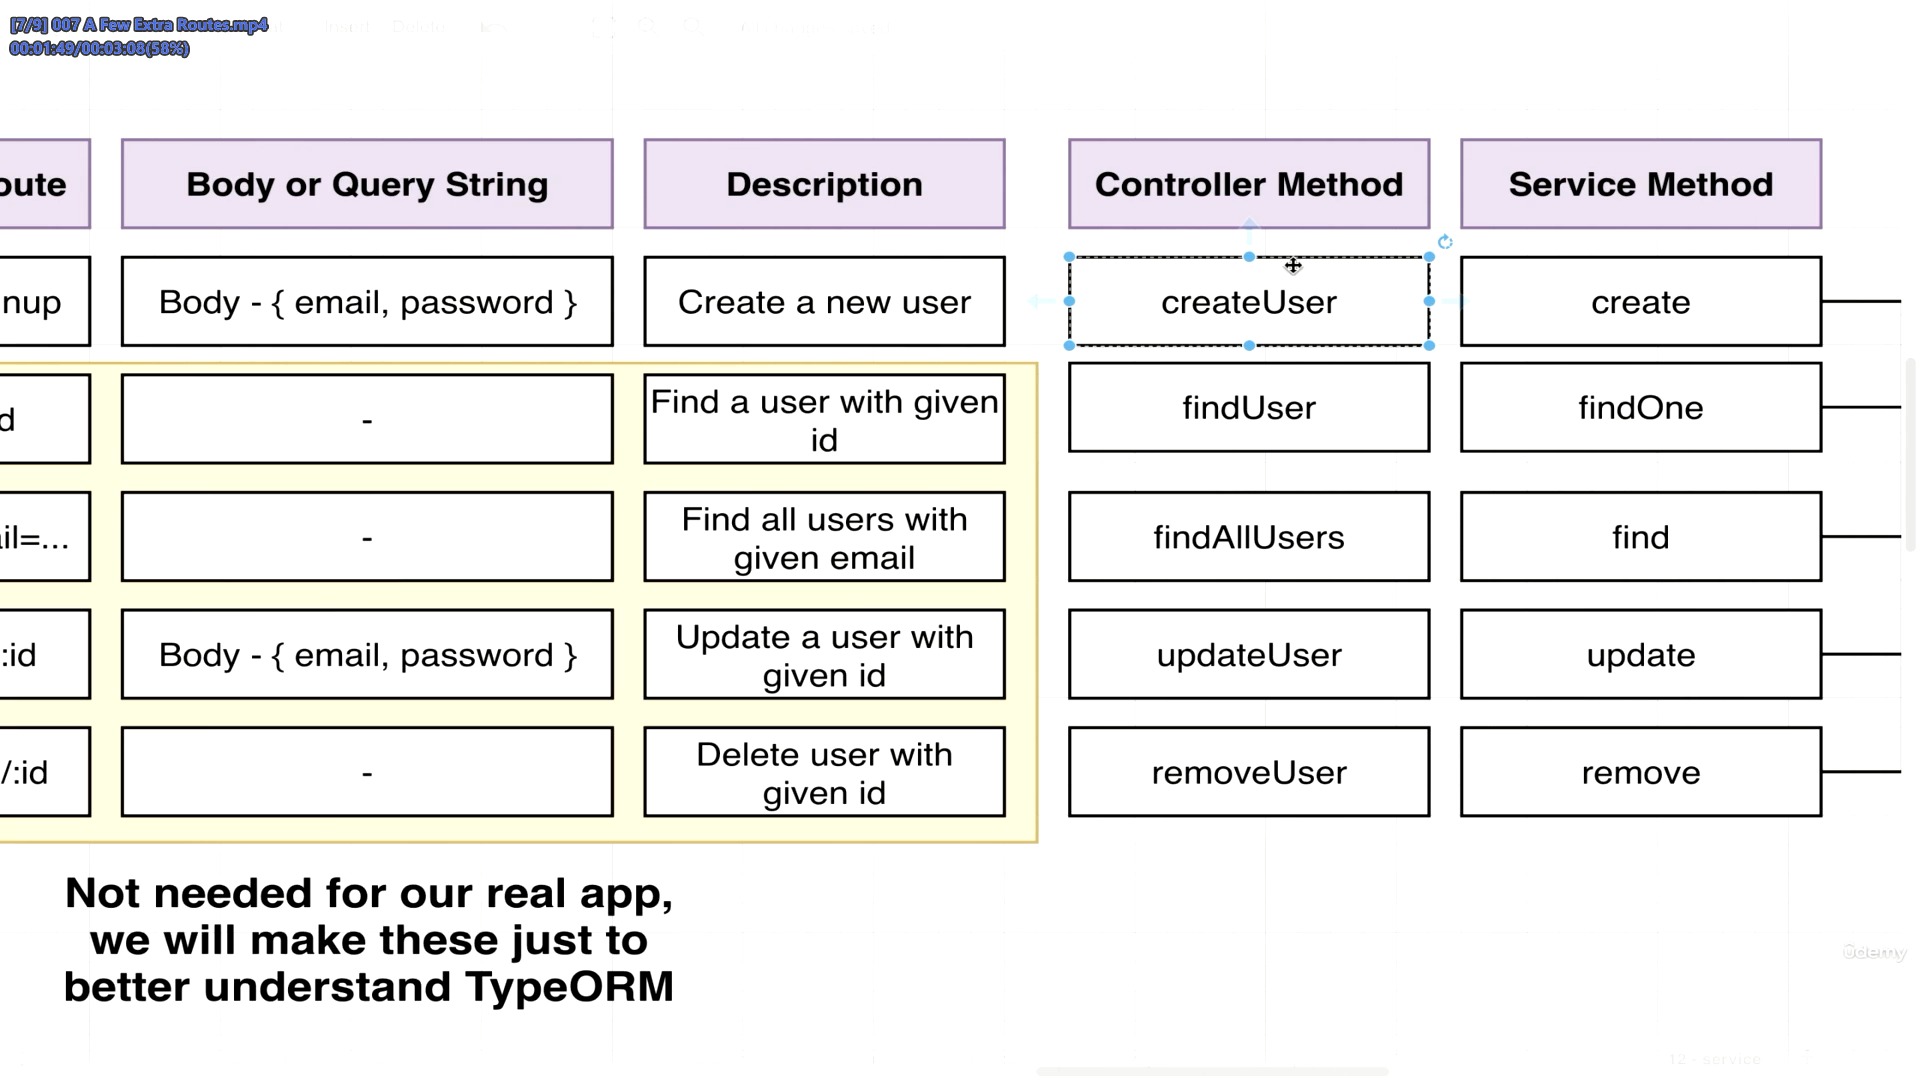 [7/9] 007 A Few Extra Routes.mp4
00:01:49/00:03:08(58%)
oute
Body or Query String
Description
Controller Method
Service Method
nup
Body - { email, password }
Create a new user
createUser
create
d
-
Find a user with given
id
findUser
findOne
ail=...
-
Find all users with
given email
findAllUsers
find
:id
Body - { email, password }
Update a user with
given id
updateUser
update
/:id
-
Delete user with
given id
removeUser
remove
Not needed for our real app,
we will make these just to
better understand TypeORM
ûdemy
12 - service